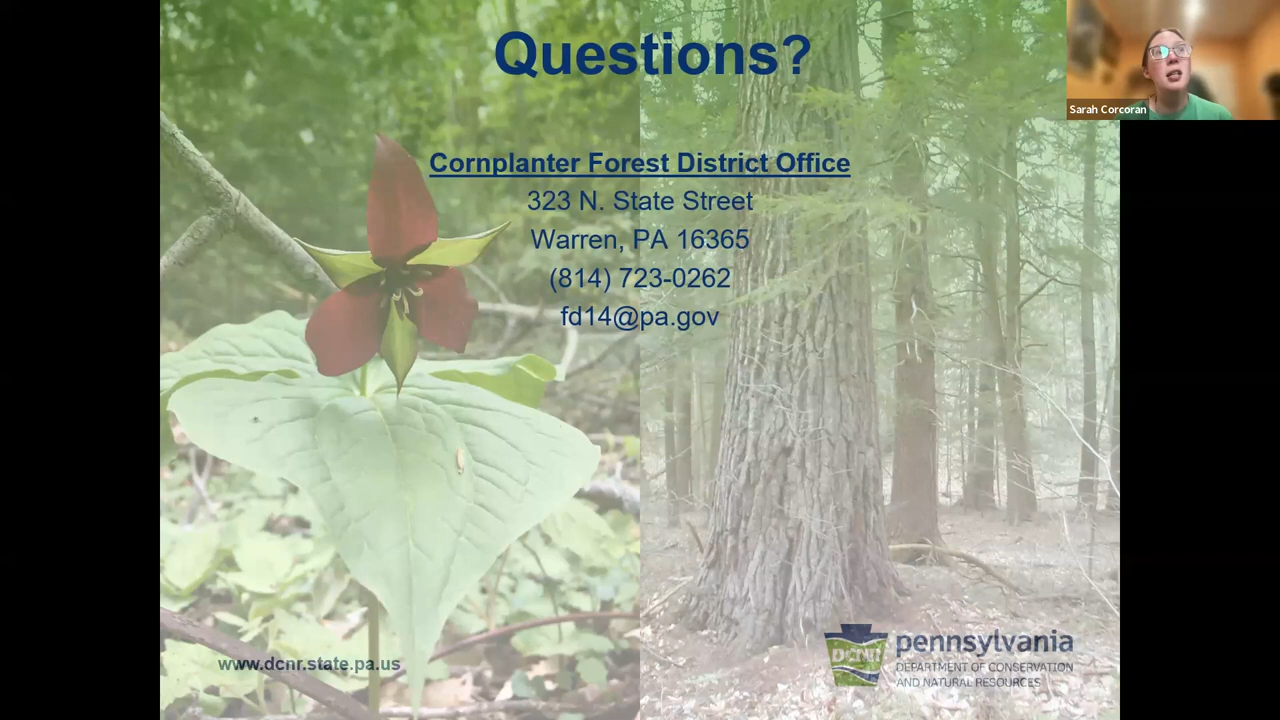 Questions?
Sarah Corcoran
Cornplanter Forest District Office
323 N. State Street
Warren, PA 16365
(814) 723-0262
fd14@pa.gov
www.dcnr.state.pa.us
DCNR
pennsylvania
DEPARTMENT OF CONSERVATION
AND NATURAL RESOURCES